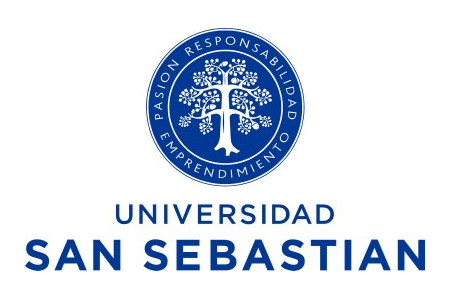 PASION RESPONSABILIDAD
EMPRENDIMIENTO
UNIVERSIDAD
SAN SEBASTIAN